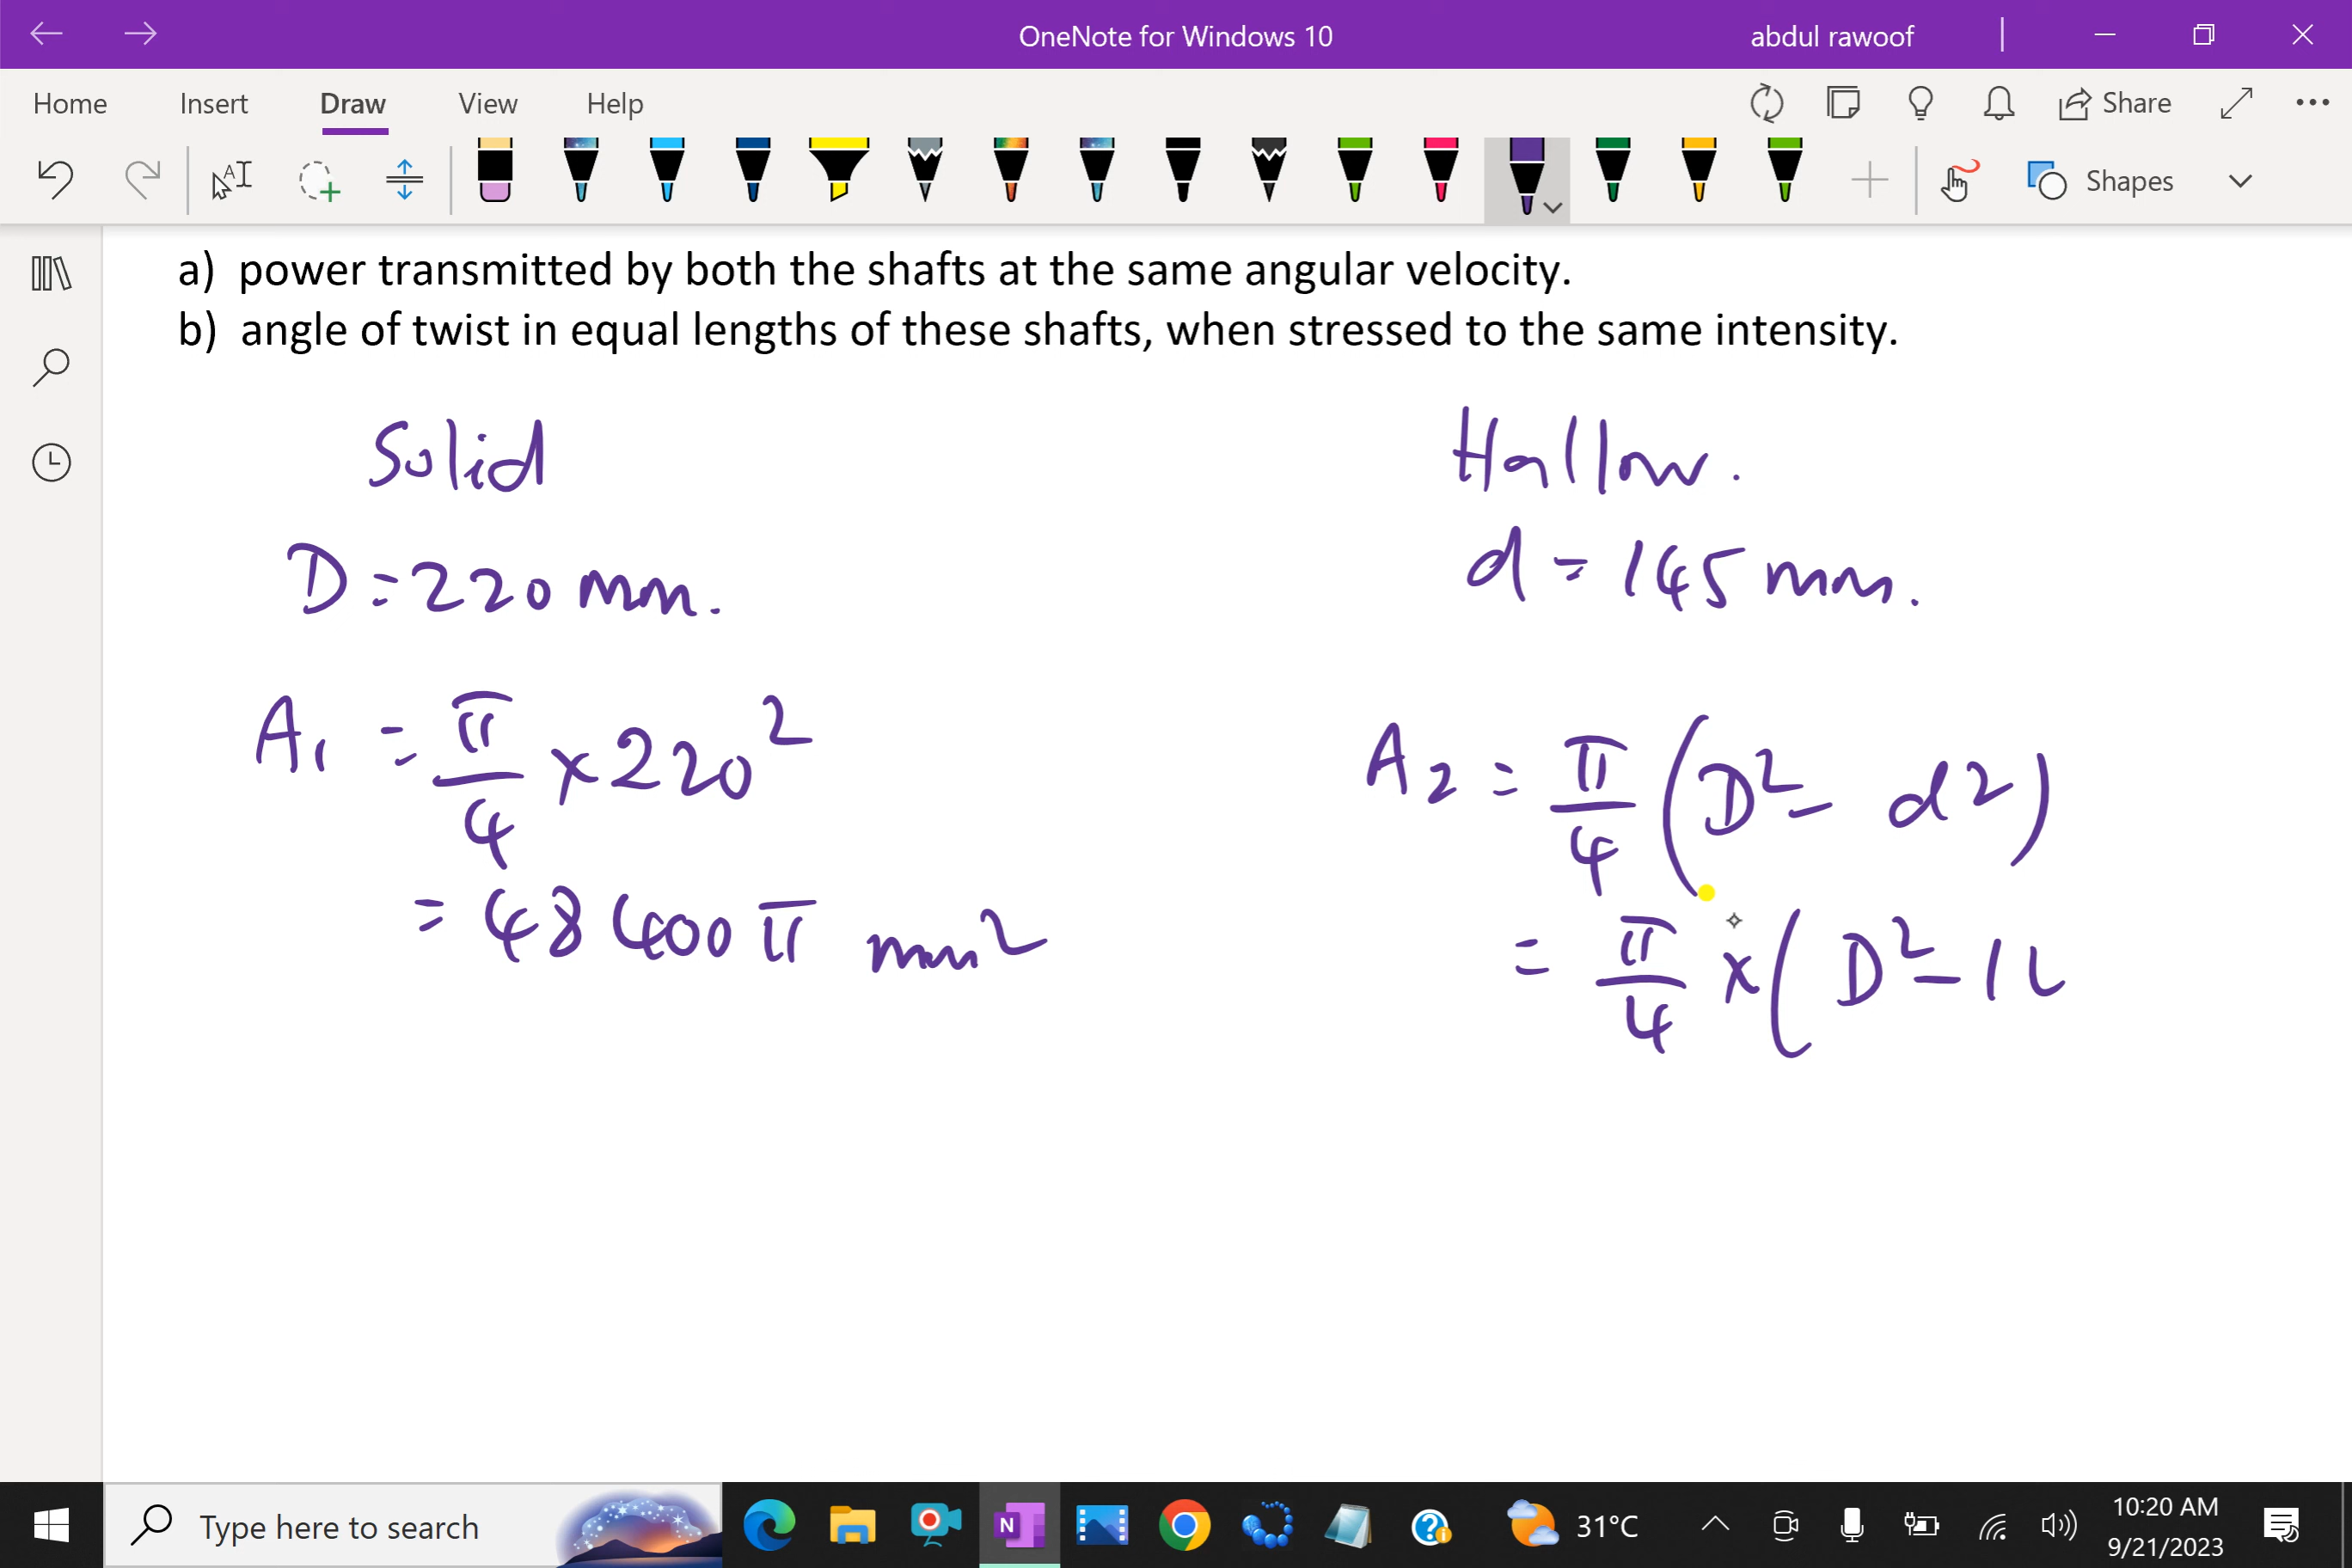 OneNote for Windows 10
abdul rawoof
Home Insert Draw View Help
Share
Shapes
a) power transmitted by both the shafts at the same angular velocity.
b) angle of twist in equal lengths of these shafts, when stressed to the same intensity.
Solid
Hallow.
D = 220 mm.
d = 145 mm.
A₁ = π/4 × 220²
A₂ = π/4 (D² - d²)
= 48400 π mm²
= π/4 × ( D² - 1
Type here to search
31°C
10:20 AM
9/21/2023